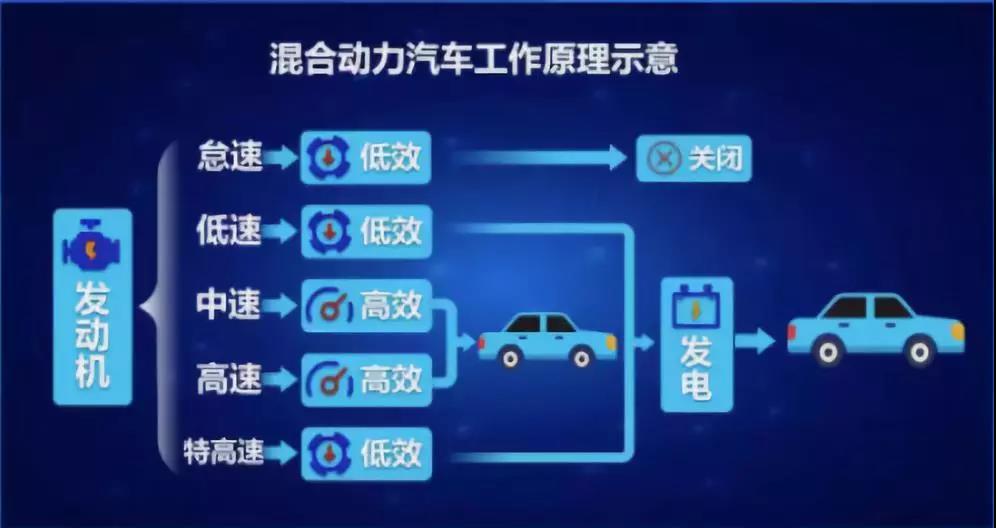 混合动力汽车工作原理示意
发动机
怠速
低效
关闭
低速
低效
中速
高效
高速
高效
特高速
低效
发电